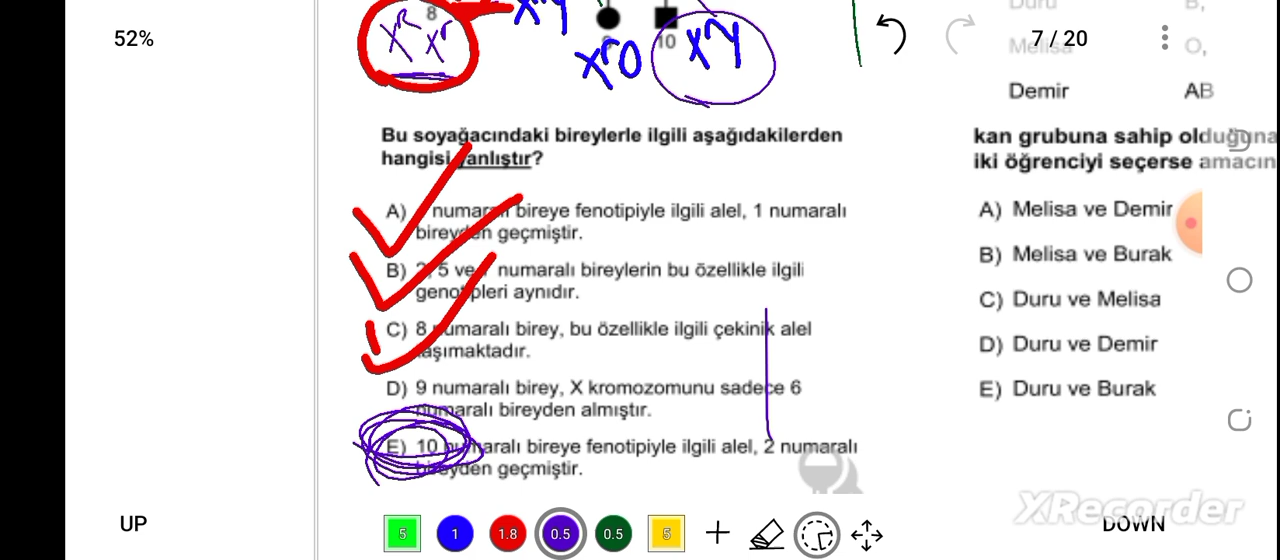 8
10
7 / 20
Duru B,
Melisa O,
Demir AB
52%
XʳO
XY
Bu soyağacındaki bireylerle ilgili aşağıdakilerden
hangisi yanlıştır?
A) numaralı bireye fenotipiyle ilgili alel, 1 numaralı
bireyden geçmiştir.
B) 2, 5 ve numaralı bireylerin bu özellikle ilgili
genotipleri aynıdır.
C) 8 numaralı birey, bu özellikle ilgili çekinik alel
taşımaktadır.
D) 9 numaralı birey, X kromozomunu sadece 6
numaralı bireyden almıştır.
E) 10 numaralı bireye fenotipiyle ilgili alel, 2 numaralı
bireyden geçmiştir.
kan grubuna sahip olduğuna
iki öğrenciyi seçerse amacın
A) Melisa ve Demir
B) Melisa ve Burak
C) Duru ve Melisa
D) Duru ve Demir
E) Duru ve Burak
UP
5 1 1.8 0.5 0.5 5
XRecorder
DOWN